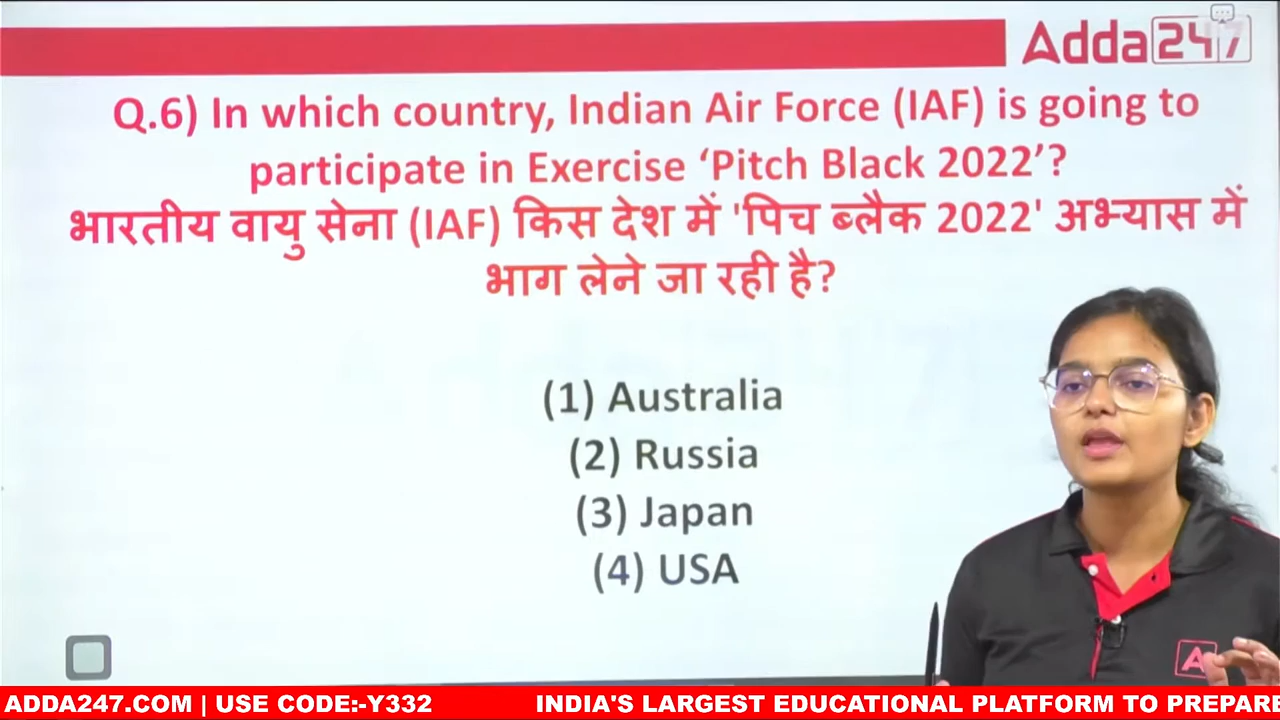 Adda247
Q.6) In which country, Indian Air Force (IAF) is going to
participate in Exercise ‘Pitch Black 2022’?
भारतीय वायु सेना (IAF) किस देश में 'पिच ब्लैक 2022' अभ्यास में
भाग लेने जा रही है?
(1) Australia
(2) Russia
(3) Japan
(4) USA
A
ADDA247.COM | USE CODE:-Y332 INDIA'S LARGEST EDUCATIONAL PLATFORM TO PREPARE